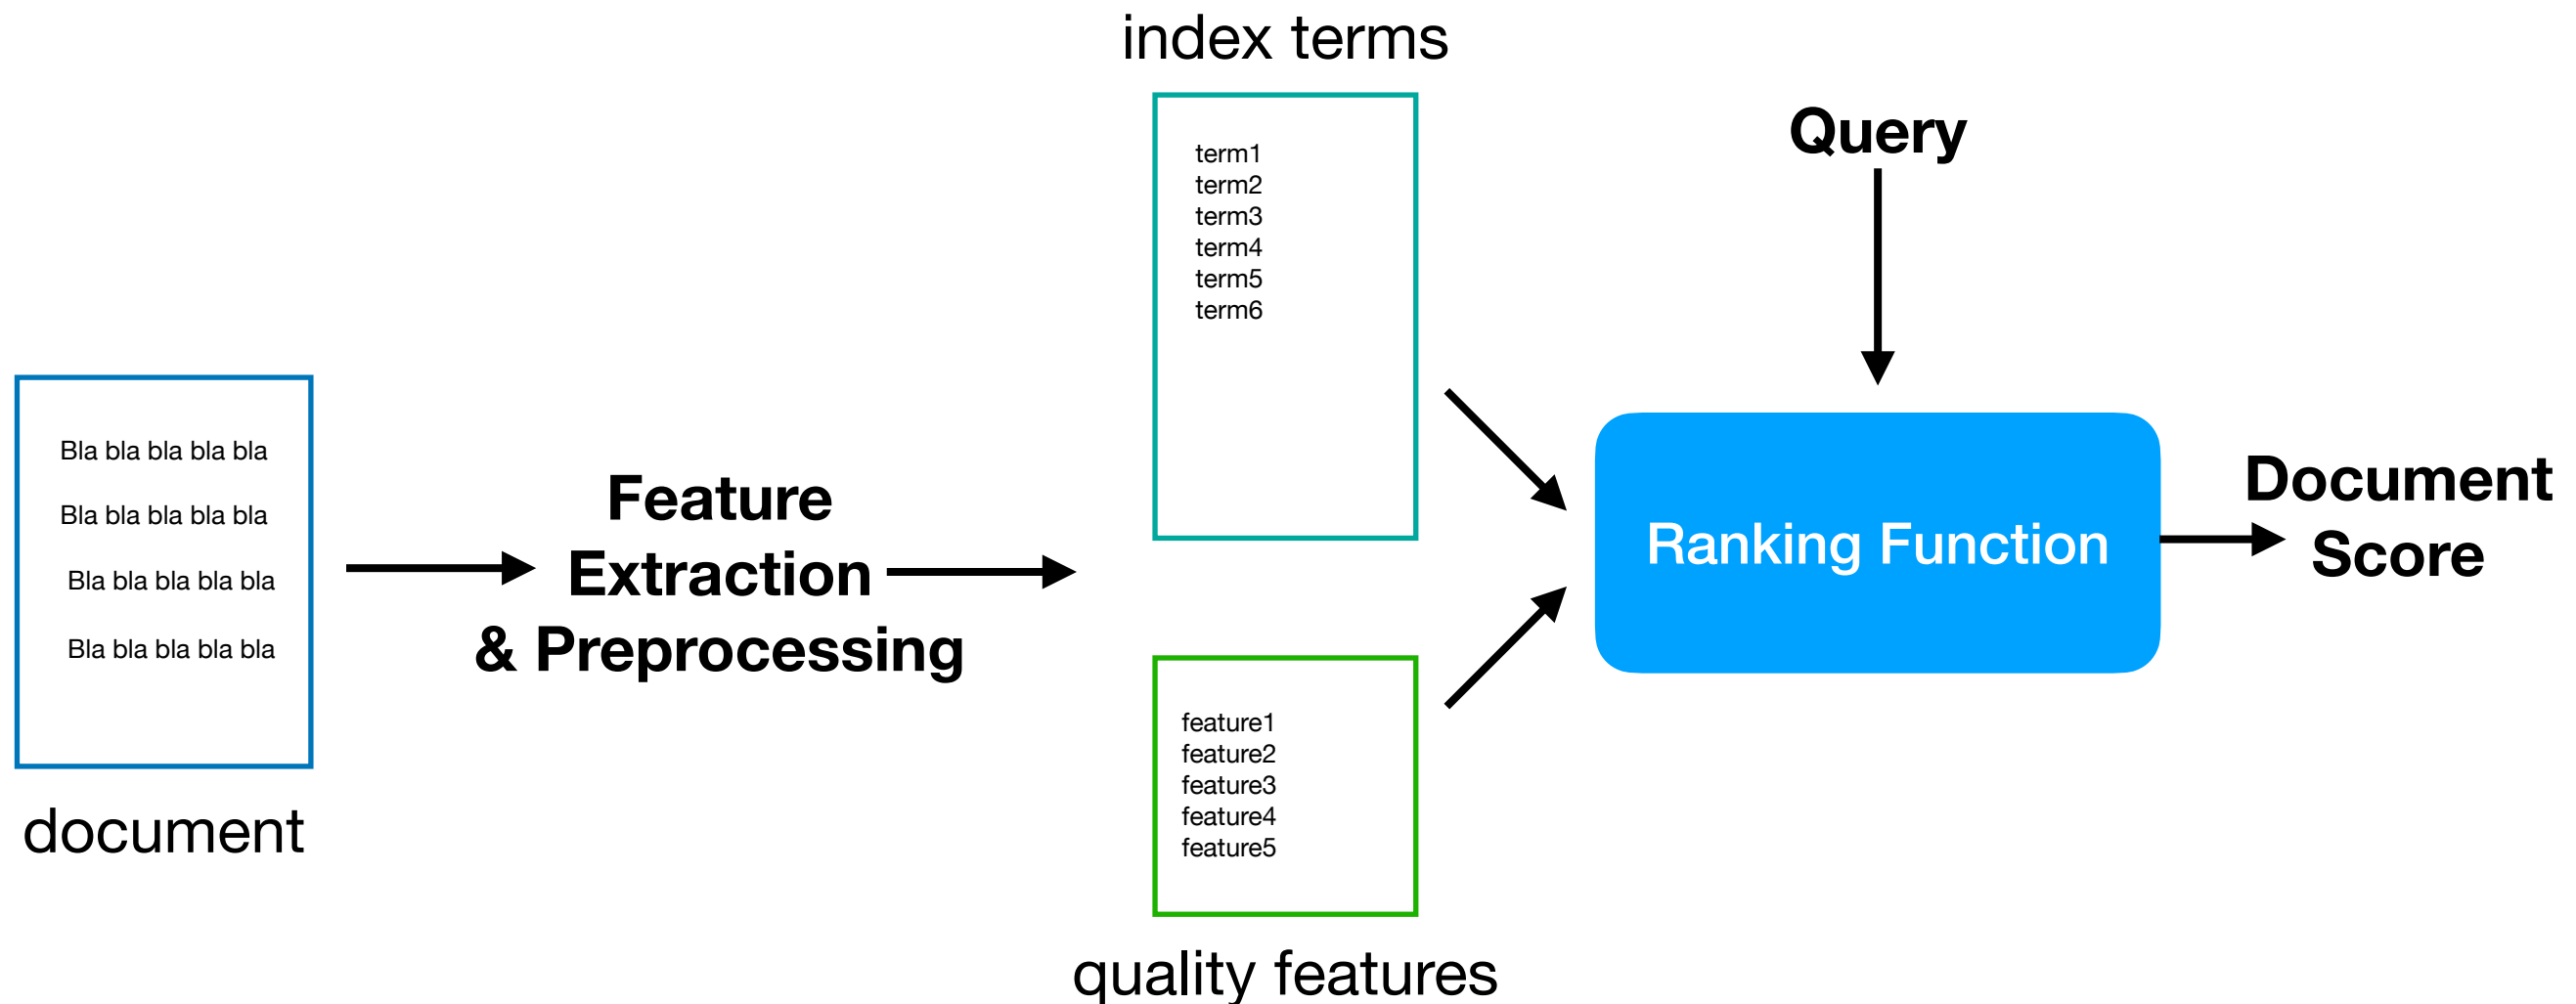 document
Bla bla bla bla bla
Bla bla bla bla bla
Bla bla bla bla bla
Bla bla bla bla bla
Feature
Extraction
& Preprocessing
index terms
term1
term2
term3
term4
term5
term6
feature1
feature2
feature3
feature4
feature5
quality features
Query
Ranking Function
Document
Score